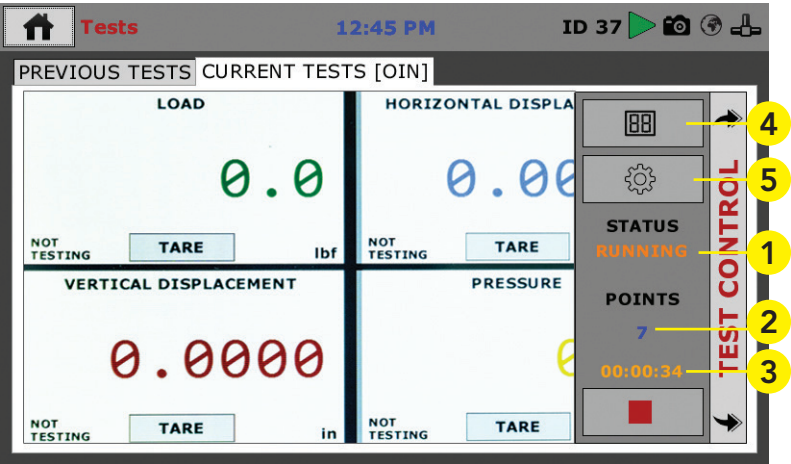 Tests 12:45 PM ID 37
PREVIOUS TESTS CURRENT TESTS [OIN]
LOAD
0.0
NOT TESTING TARE lbf
HORIZONTAL DISPLA
0.00
NOT TESTING TARE
VERTICAL DISPLACEMENT
0.0000
NOT TESTING TARE in
PRESSURE
0
NOT TESTING TARE
88
STATUS
RUNNING
POINTS
7
00:00:34
TEST CONTROL
4
5
1
2
3